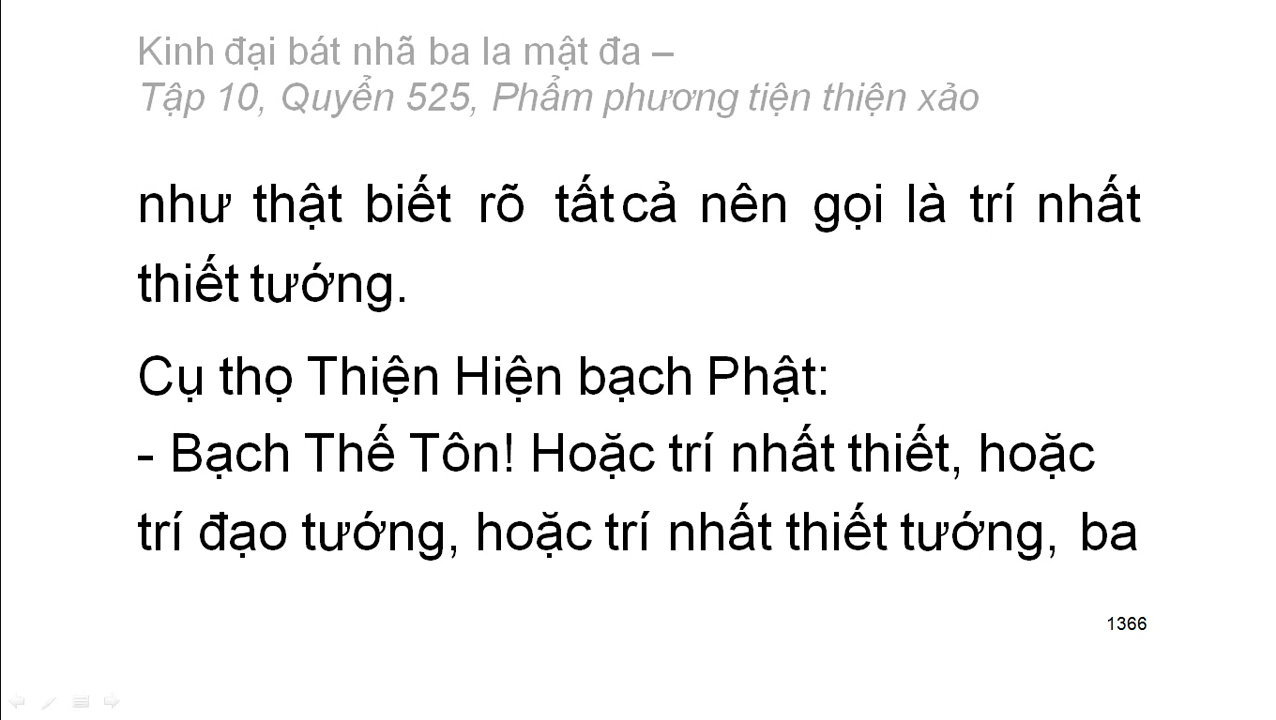 Kinh đại bát nhã ba la mật đa –
Tập 10, Quyển 525, Phẩm phương tiện thiện xảo
như thật biết rõ tất cả nên gọi là trí nhất
thiết tướng.
Cụ thọ Thiện Hiện bạch Phật:
- Bạch Thế Tôn! Hoặc trí nhất thiết, hoặc
trí đạo tướng, hoặc trí nhất thiết tướng, ba
1366